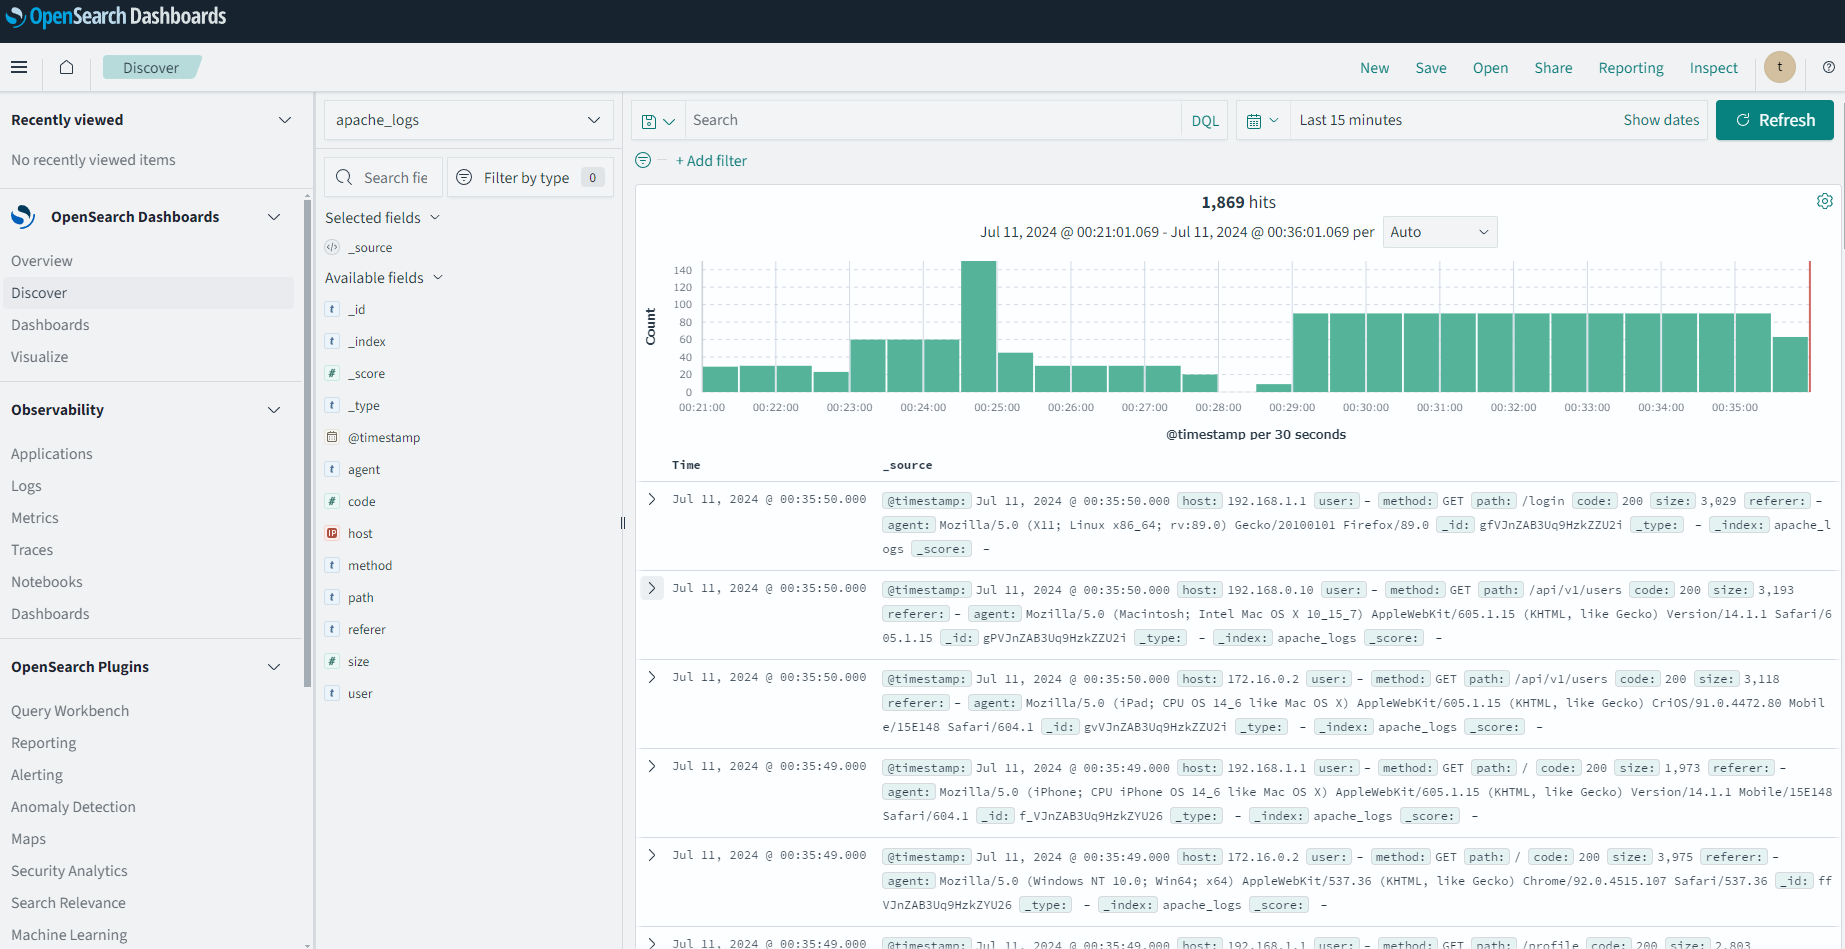 OpenSearch Dashboards
Discover
New Save Open Share Reporting Inspect t
Recently viewed
No recently viewed items
OpenSearch Dashboards
Overview
Discover
Dashboards
Visualize
Observability
Applications
Logs
Metrics
Traces
Notebooks
Dashboards
OpenSearch Plugins
Query Workbench
Reporting
Alerting
Anomaly Detection
Maps
Security Analytics
Search Relevance
Machine Learning
apache_logs
Search fie
Filter by type 0
Selected fields
_source
Available fields
t _id
t _index
# _score
t _type
@timestamp
t agent
# code
IP host
t method
t path
t referer
# size
t user
Search DQL
Last 15 minutes Show dates
Refresh
+ Add filter
1,869 hits
Jul 11, 2024 @ 00:21:01.069 - Jul 11, 2024 @ 00:36:01.069 per Auto
Count
140
120
100
80
60
40
20
0
00:21:00 00:22:00 00:23:00 00:24:00 00:25:00 00:26:00 00:27:00 00:28:00 00:29:00 00:30:00 00:31:00 00:32:00 00:33:00 00:34:00 00:35:00
@timestamp per 30 seconds
Time _source
Jul 11, 2024 @ 00:35:50.000 @timestamp: Jul 11, 2024 @ 00:35:50.000 host: 192.168.1.1 user: - method: GET path: /login code: 200 size: 3,029 referer: -
agent: Mozilla/5.0 (X11; Linux x86_64; rv:89.0) Gecko/20100101 Firefox/89.0 _id: gfVJnZAB3Uq9HzkZZU2i _type: - _index: apache_l
ogs _score: -
Jul 11, 2024 @ 00:35:50.000 @timestamp: Jul 11, 2024 @ 00:35:50.000 host: 192.168.0.10 user: - method: GET path: /api/v1/users code: 200 size: 3,193
referer: - agent: Mozilla/5.0 (Macintosh; Intel Mac OS X 10_15_7) AppleWebKit/605.1.15 (KHTML, like Gecko) Version/14.1.1 Safari/6
05.1.15 _id: gPVJnZAB3Uq9HzkZZU2i _type: - _index: apache_logs _score: -
Jul 11, 2024 @ 00:35:50.000 @timestamp: Jul 11, 2024 @ 00:35:50.000 host: 172.16.0.2 user: - method: GET path: /api/v1/users code: 200 size: 3,118
referer: - agent: Mozilla/5.0 (iPad; CPU OS 14_6 like Mac OS X) AppleWebKit/605.1.15 (KHTML, like Gecko) CriOS/91.0.4472.80 Mobil
e/15E148 Safari/604.1 _id: gvVJnZAB3Uq9HzkZZU2i _type: - _index: apache_logs _score: -
Jul 11, 2024 @ 00:35:49.000 @timestamp: Jul 11, 2024 @ 00:35:49.000 host: 192.168.1.1 user: - method: GET path: / code: 200 size: 1,973 referer: -
agent: Mozilla/5.0 (iPhone; CPU iPhone OS 14_6 like Mac OS X) AppleWebKit/605.1.15 (KHTML, like Gecko) Version/14.1.1 Mobile/15E148
Safari/604.1 _id: f_VJnZAB3Uq9HzkZYU26 _type: - _index: apache_logs _score: -
Jul 11, 2024 @ 00:35:49.000 @timestamp: Jul 11, 2024 @ 00:35:49.000 host: 172.16.0.2 user: - method: GET path: / code: 200 size: 3,975 referer: -
agent: Mozilla/5.0 (Windows NT 10.0; Win64; x64) AppleWebKit/537.36 (KHTML, like Gecko) Chrome/92.0.4515.107 Safari/537.36 _id: ff
VJnZAB3Uq9HzkZYU26 _type: - _index: apache_logs _score: -
Jul 11, 2024 @ 00:35:49.000 @timestamp: Jul 11, 2024 @ 00:35:49.000 host: 192.168.1.1 user: - method: GET path: /profile code: 200 size: 2,803